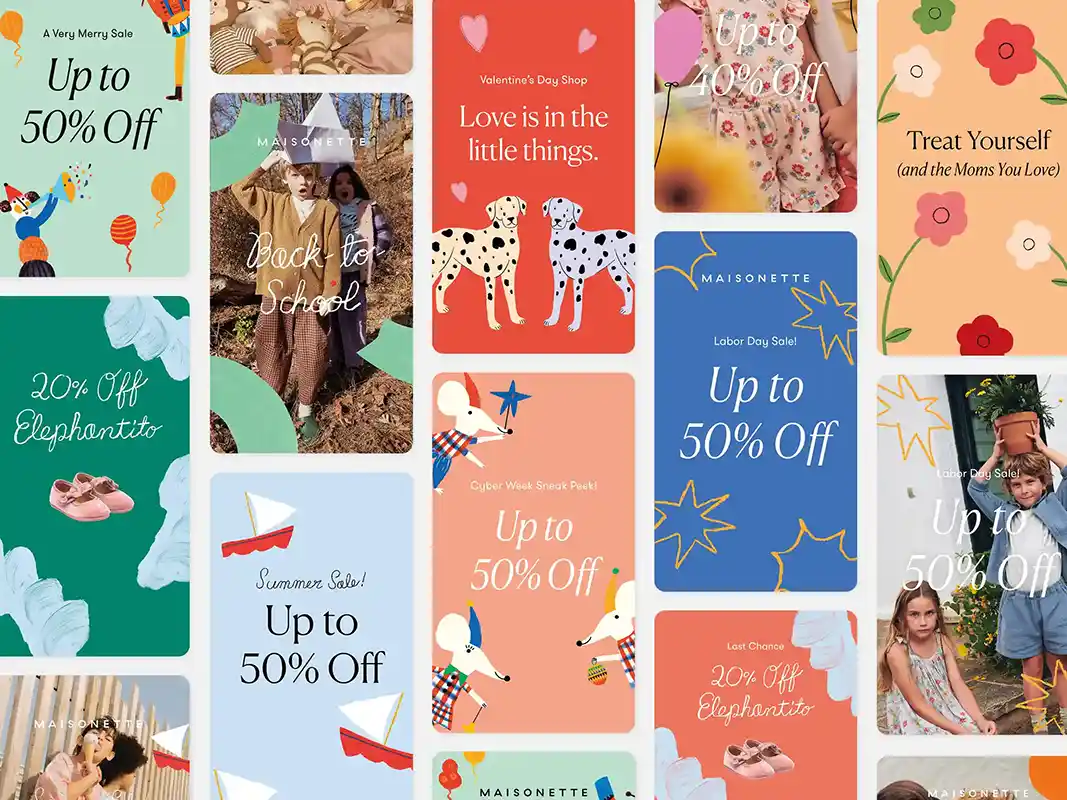 A Very Merry Sale
Up to
50% Off
20% Off
Elephantito
MAISONETTE
MAISONETTE
Back to
School
Summer Sale!
Up to
50% Off
Valentine's Day Shop
Love is in the
little things.
Cyber Week Sneak Peek!
Up to
50% Off
MAISONETTE
Up to
40% Off
MAISONETTE
Labor Day Sale!
Up to
50% Off
Last Chance
20% Off
Elephantito
Treat Yourself
(and the Moms You Love)
Labor Day Sale!
Up to
50% Off
MAISONETTE